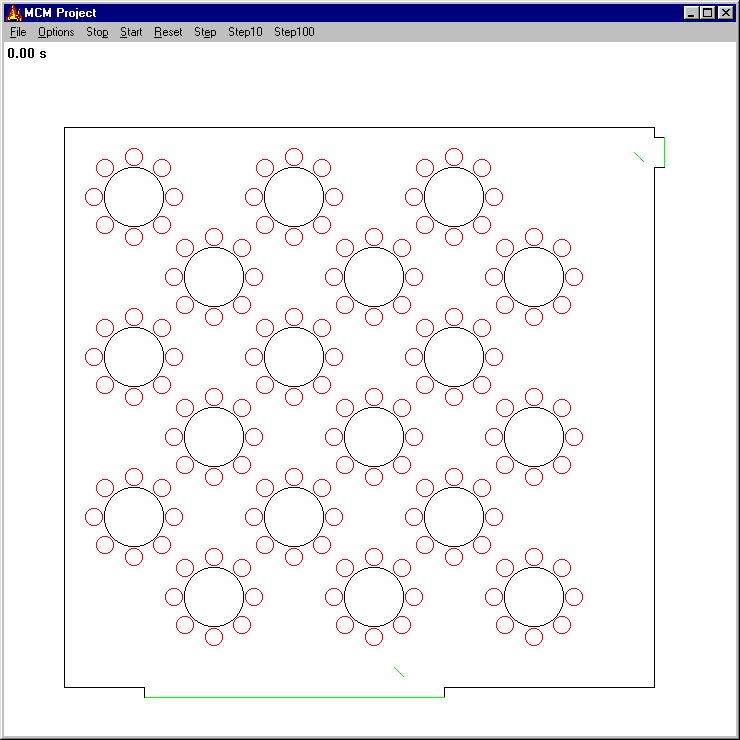 MCM Project
File Options Stop Start Reset Step Step10 Step100
0.00 s